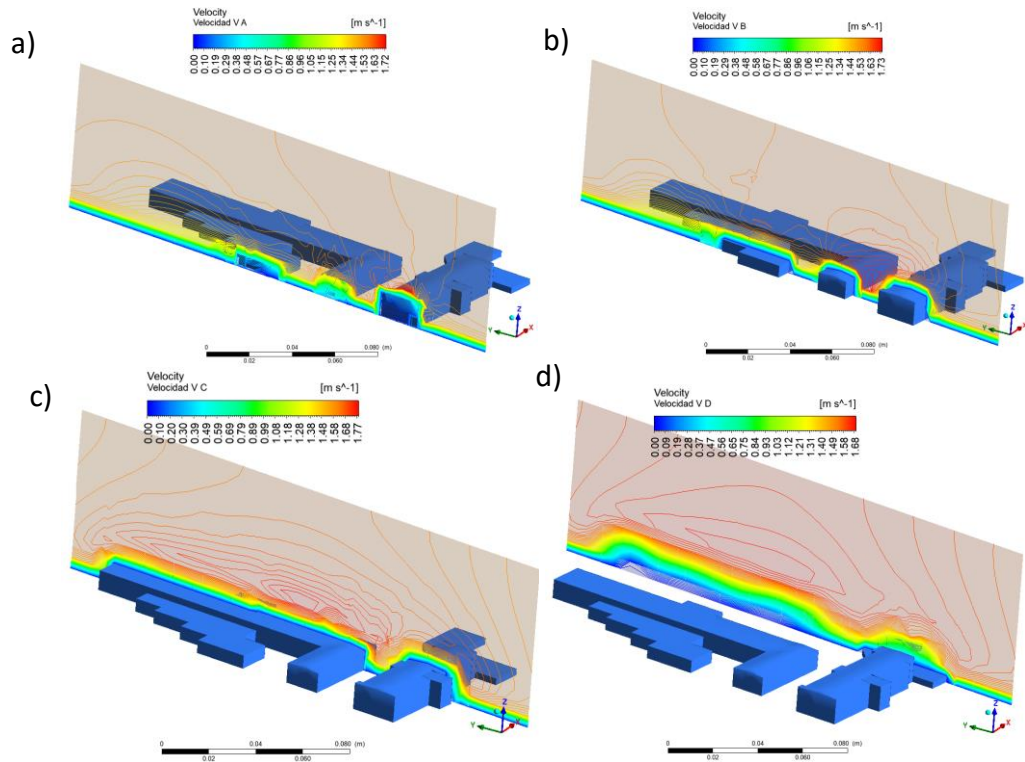 a)
Velocity
Velocidad V A
[m s^-1]
0.00 0.10 0.19 0.29 0.38 0.48 0.57 0.67 0.77 0.86 0.96 1.05 1.15 1.25 1.34 1.44 1.53 1.63 1.72
0 0.04 0.080 (m)
0.02 0.060
Z
Y X
b)
Velocity
Velocidad V B
[m s^-1]
0.00 0.10 0.19 0.29 0.38 0.48 0.58 0.67 0.77 0.86 0.96 1.06 1.15 1.25 1.34 1.44 1.53 1.63 1.73
0 0.04 0.080 (m)
0.02 0.060
Z
Y X
c)
Velocity
Velocidad V C
[m s^-1]
0.00 0.10 0.20 0.30 0.39 0.49 0.59 0.69 0.79 0.89 0.99 1.08 1.18 1.28 1.38 1.48 1.58 1.68 1.77
0 0.04 0.080 (m)
0.02 0.060
Z
Y X
d)
Velocity
Velocidad V D
[m s^-1]
0.00 0.09 0.19 0.28 0.37 0.47 0.56 0.65 0.75 0.84 0.93 1.03 1.12 1.21 1.31 1.40 1.49 1.58 1.68
0 0.04 0.080 (m)
0.02 0.060
Z
Y X